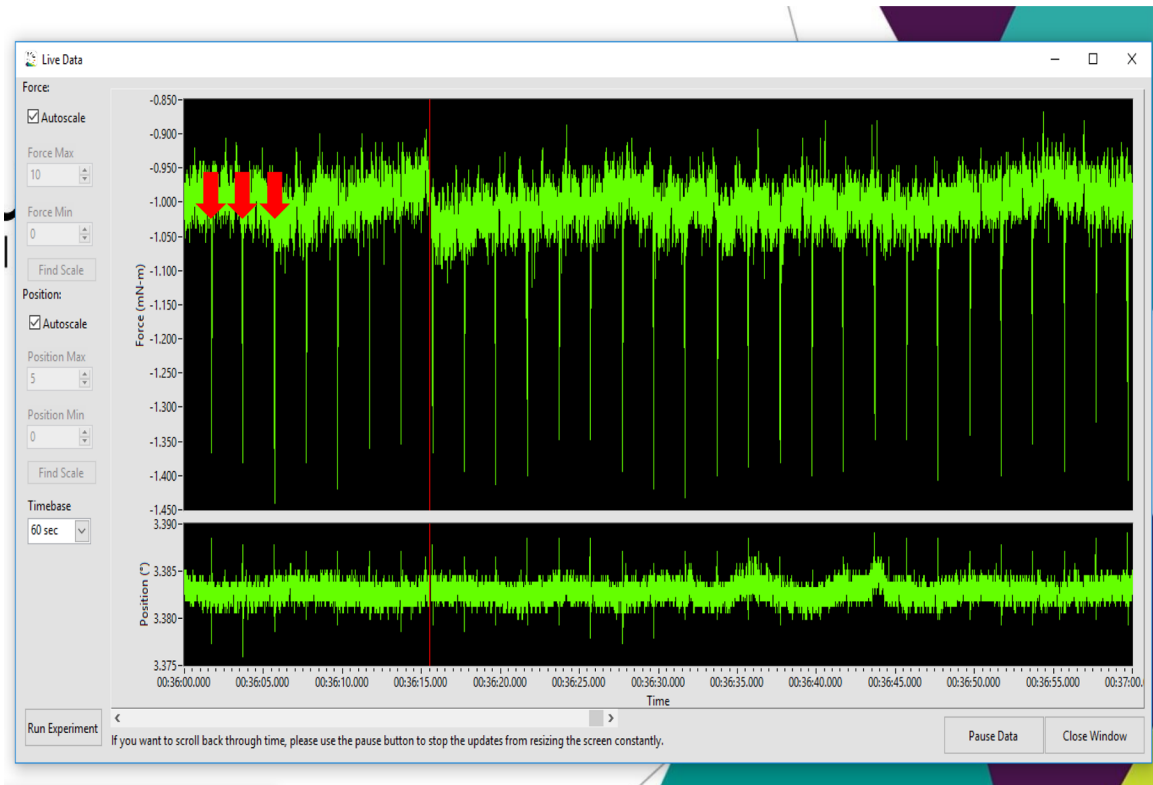 Live Data
Force:
Autoscale
Force Max
10
Force Min
0
Find Scale
Position:
Autoscale
Position Max
5
Position Min
0
Find Scale
Timebase
60 sec
Run Experiment
-0.850
-0.900
-0.950
-1.000
-1.050
-1.100
-1.150
-1.200
-1.250
-1.300
-1.350
-1.400
-1.450
Force (mN-m)
3.390
3.385
3.380
3.375
Position (°)
00:36:00.000 00:36:05.000 00:36:10.000 00:36:15.000 00:36:20.000 00:36:25.000 00:36:30.000 00:36:35.000 00:36:40.000 00:36:45.000 00:36:50.000 00:36:55.000 00:37:00.
Time
If you want to scroll back through time, please use the pause button to stop the updates from resizing the screen constantly.
Pause Data
Close Window